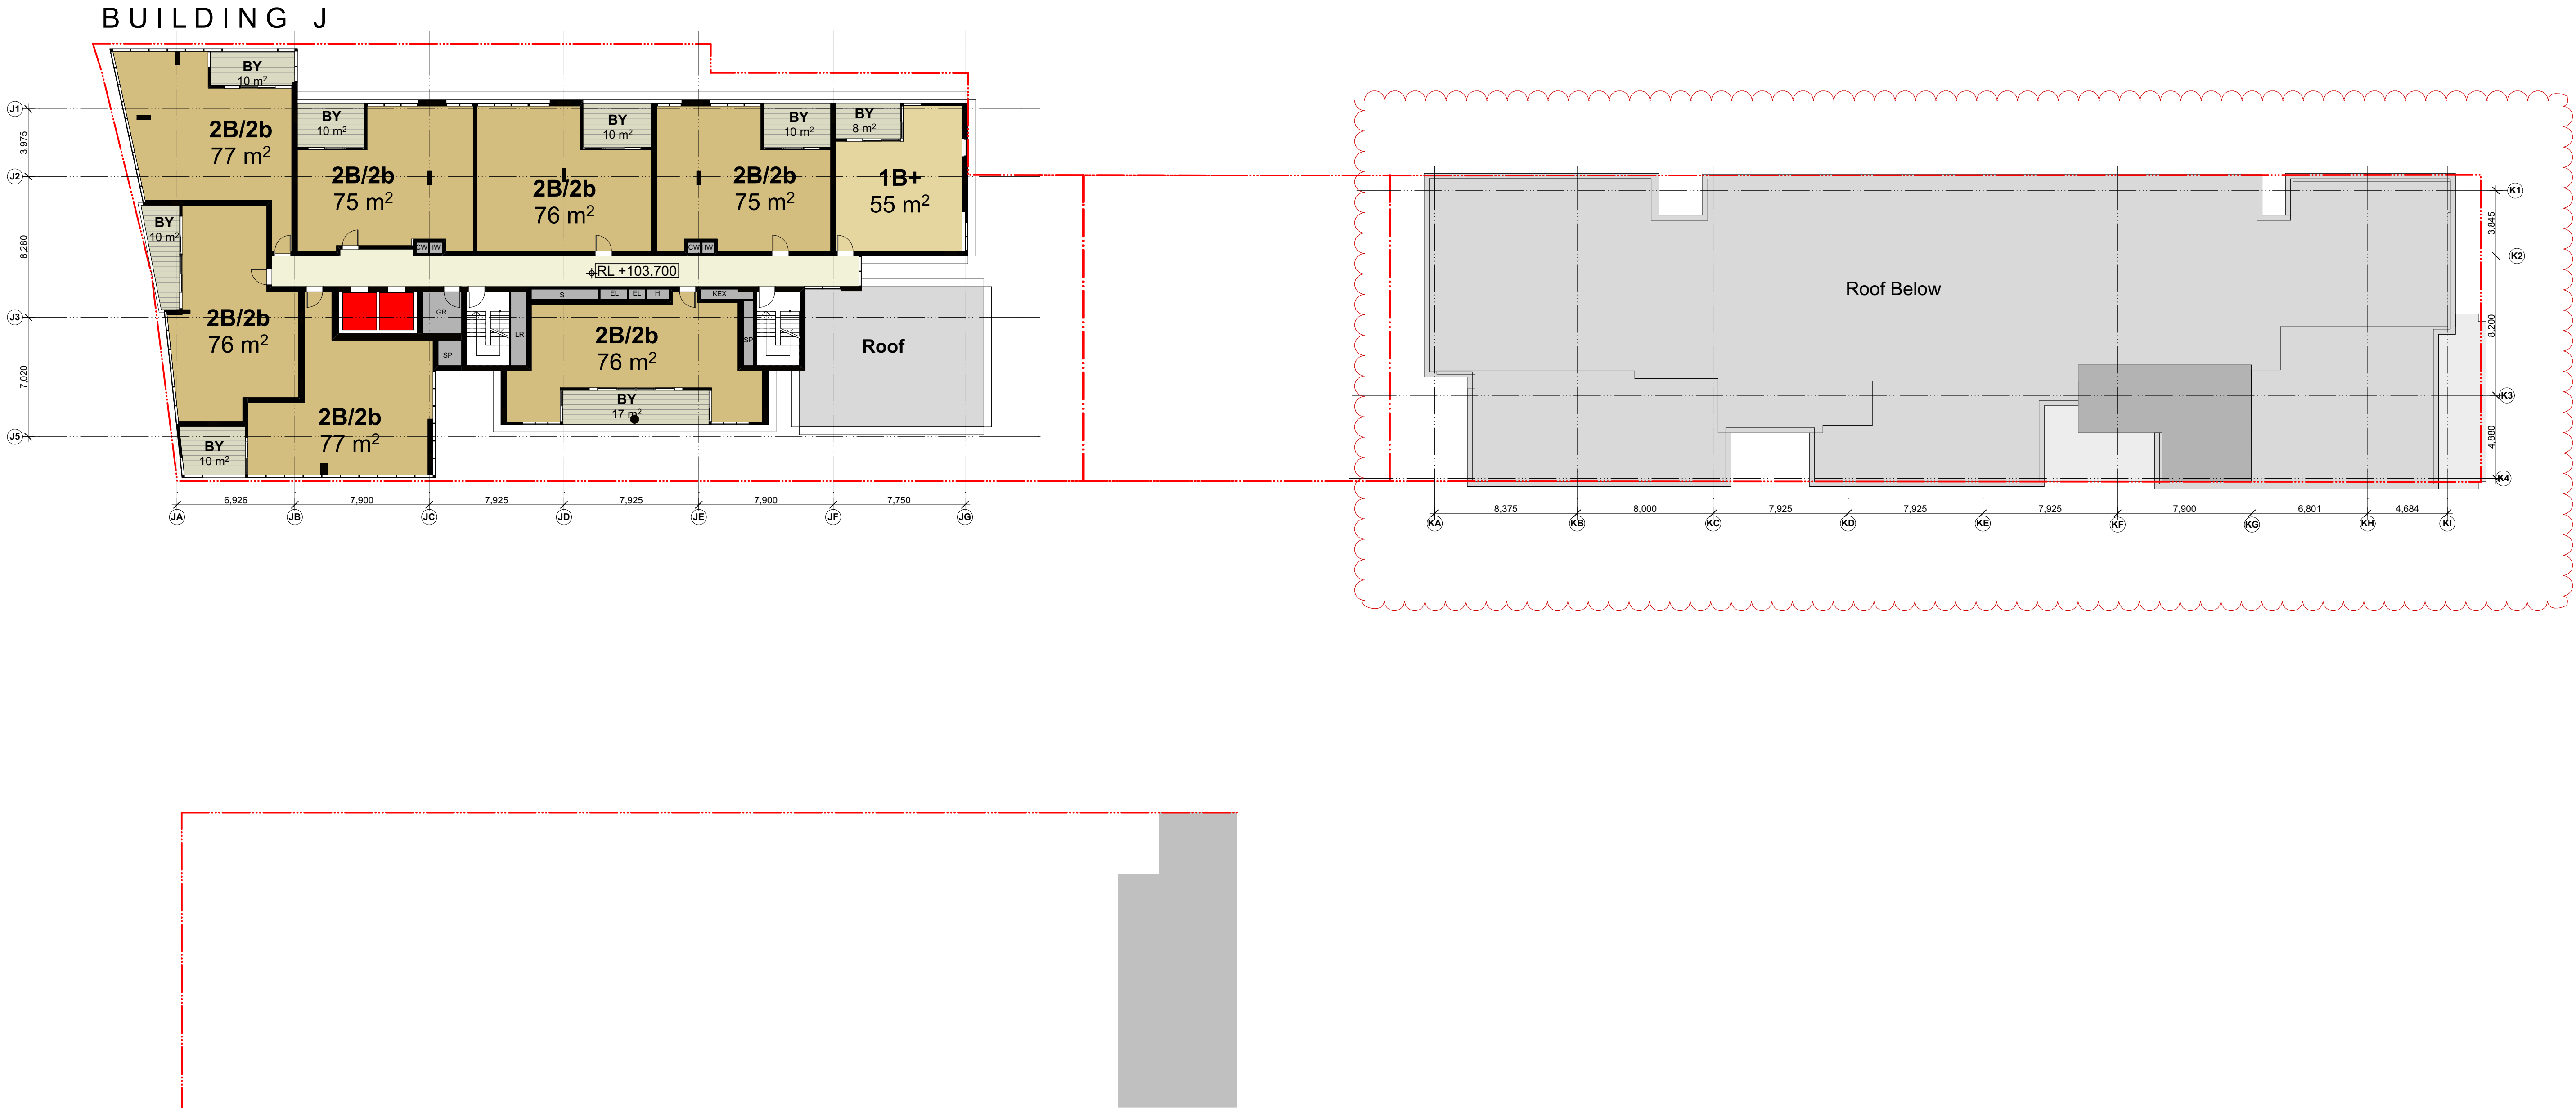 BUILDING J
BY
10 m²
2B/2b
77 m²
BY
10 m²
2B/2b
75 m²
BY
10 m²
2B/2b
76 m²
BY
10 m²
2B/2b
75 m²
BY
8 m²
1B+
55 m²
BY
10 m²
2B/2b
76 m²
CW HW
CW HW
RL +103,700
GR
SP
LR
S
EL
EL
H
KEX
SP
2B/2b
76 m²
BY
17 m²
Roof
2B/2b
77 m²
BY
10 m²
J1
3,975
J2
8,280
J3
7,020
J5
6,926
7,900
7,925
7,925
7,900
7,750
JA
JB
JC
JD
JE
JF
JG
Roof Below
K1
3,845
K2
8,200
K3
4,880
K4
8,375
8,000
7,925
7,925
7,925
7,900
6,801
4,684
KA
KB
KC
KD
KE
KF
KG
KH
KI